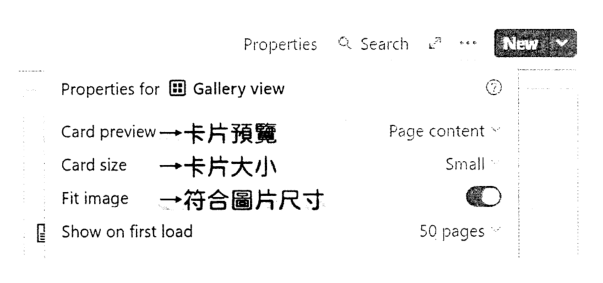 Properties Search ··· New
Properties for Gallery view
Card preview→卡片預覽 Page content
Card size →卡片大小 Small
Fit image →符合圖片尺寸
Show on first load 50 pages